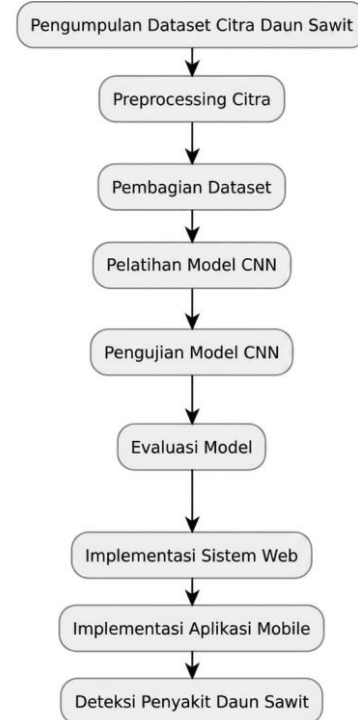 Pengumpulan Dataset Citra Daun Sawit
Preprocessing Citra
Pembagian Dataset
Pelatihan Model CNN
Pengujian Model CNN
Evaluasi Model
Implementasi Sistem Web
Implementasi Aplikasi Mobile
Deteksi Penyakit Daun Sawit